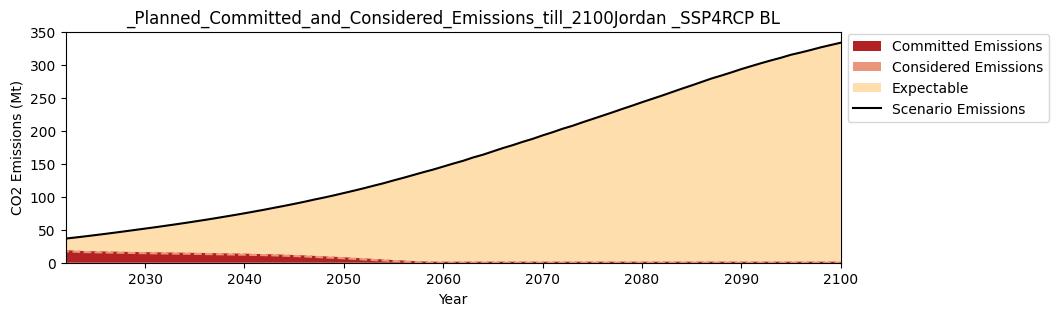 _Planned_Committed_and_Considered_Emissions_till_2100Jordan _SSP4RCP BL
350
300
250
200
150
100
50
0
CO2 Emissions (Mt)
2030 2040 2050 2060 2070 2080 2090 2100
Year
Committed Emissions
Considered Emissions
Expectable
Scenario Emissions